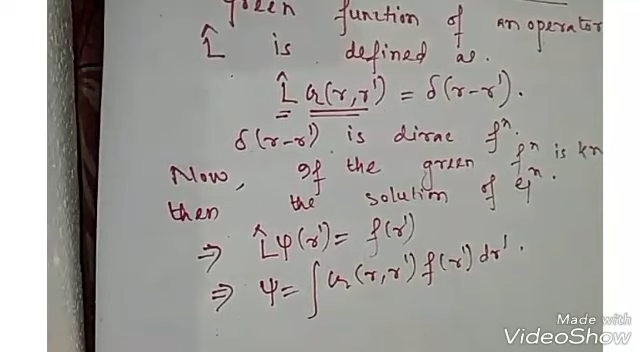 green function of an operator
L̂ is defined as.
L̂ G(r, r') = δ(r-r').
δ(r-r') is dirac fⁿ.
Now, If the green fⁿ is kn
then the solution of eqⁿ.
⇒ L̂ψ(r') = f(r')
⇒ ψ = ∫ G(r, r') f(r') dr'.
Made with
VideoShow